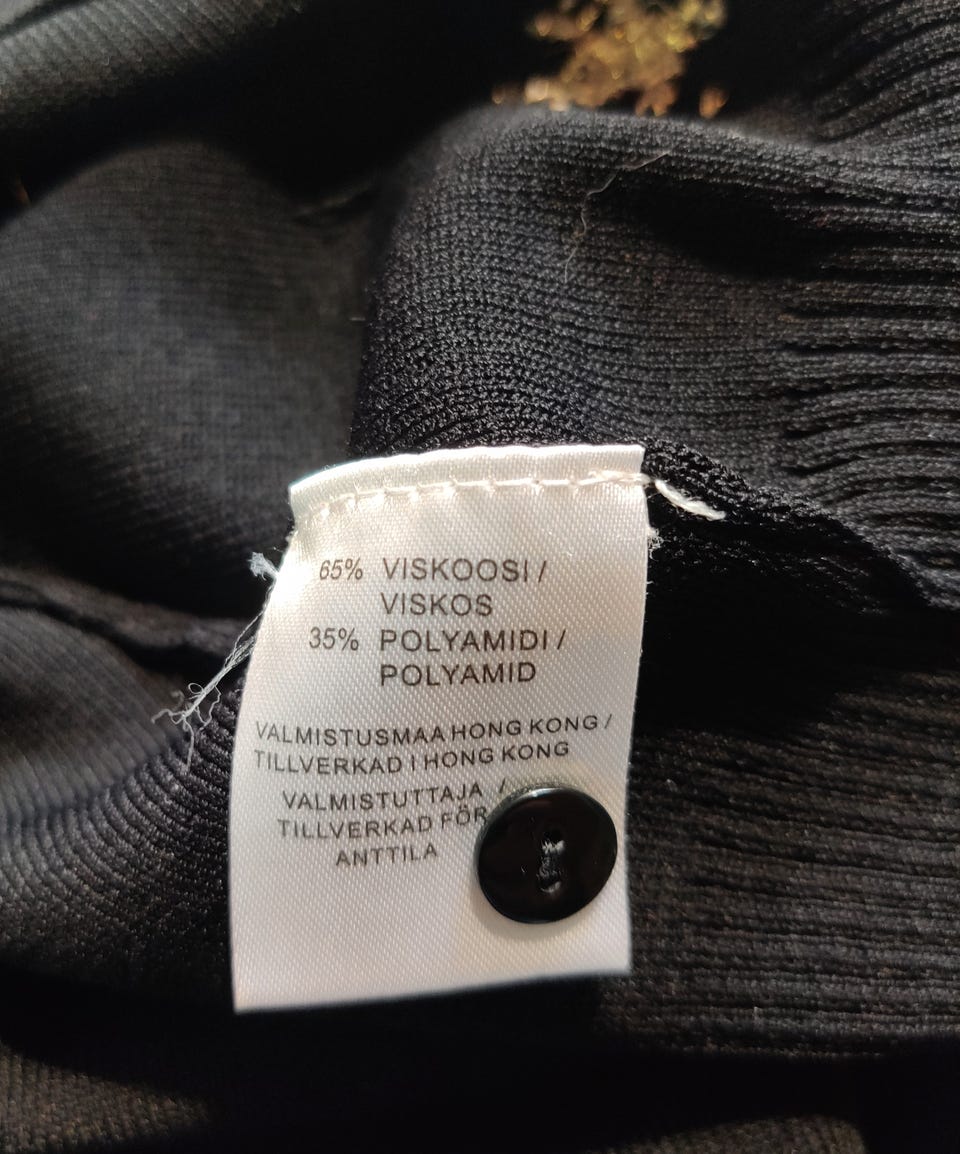 65% VISKOOSI /
VISKOS
35% POLYAMIDI /
POLYAMID
VALMISTUSMAA HONG KONG /
TILLVERKAD I HONG KONG
VALMISTUTTAJA /
TILLVERKAD FÖR
ANTTILA